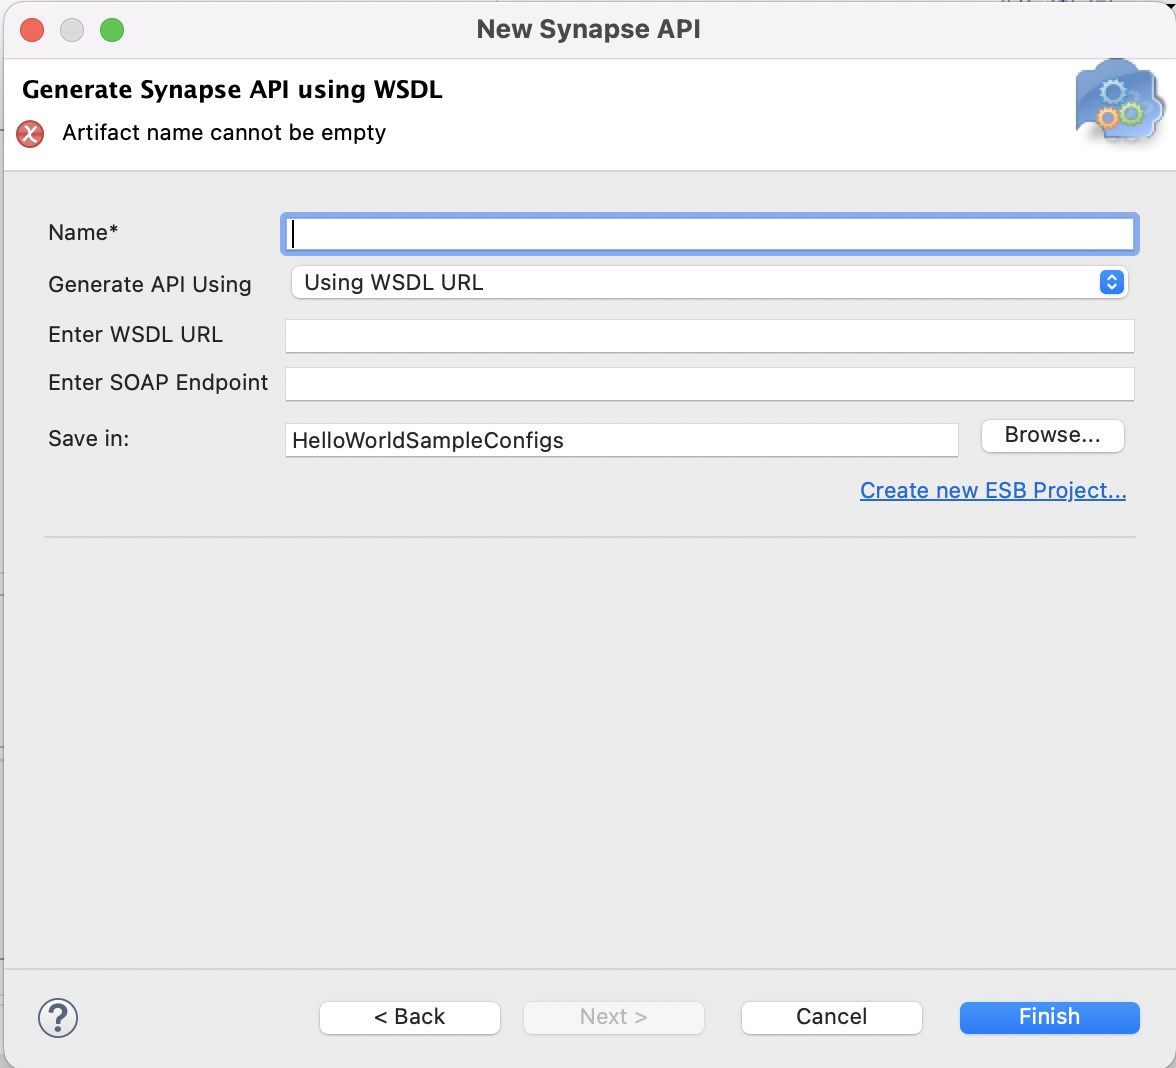 New Synapse API
Generate Synapse API using WSDL
Artifact name cannot be empty
Name*
Generate API Using Using WSDL URL
Enter WSDL URL
Enter SOAP Endpoint
Save in: HelloWorldSampleConfigs Browse...
Create new ESB Project...
? < Back Next > Cancel Finish